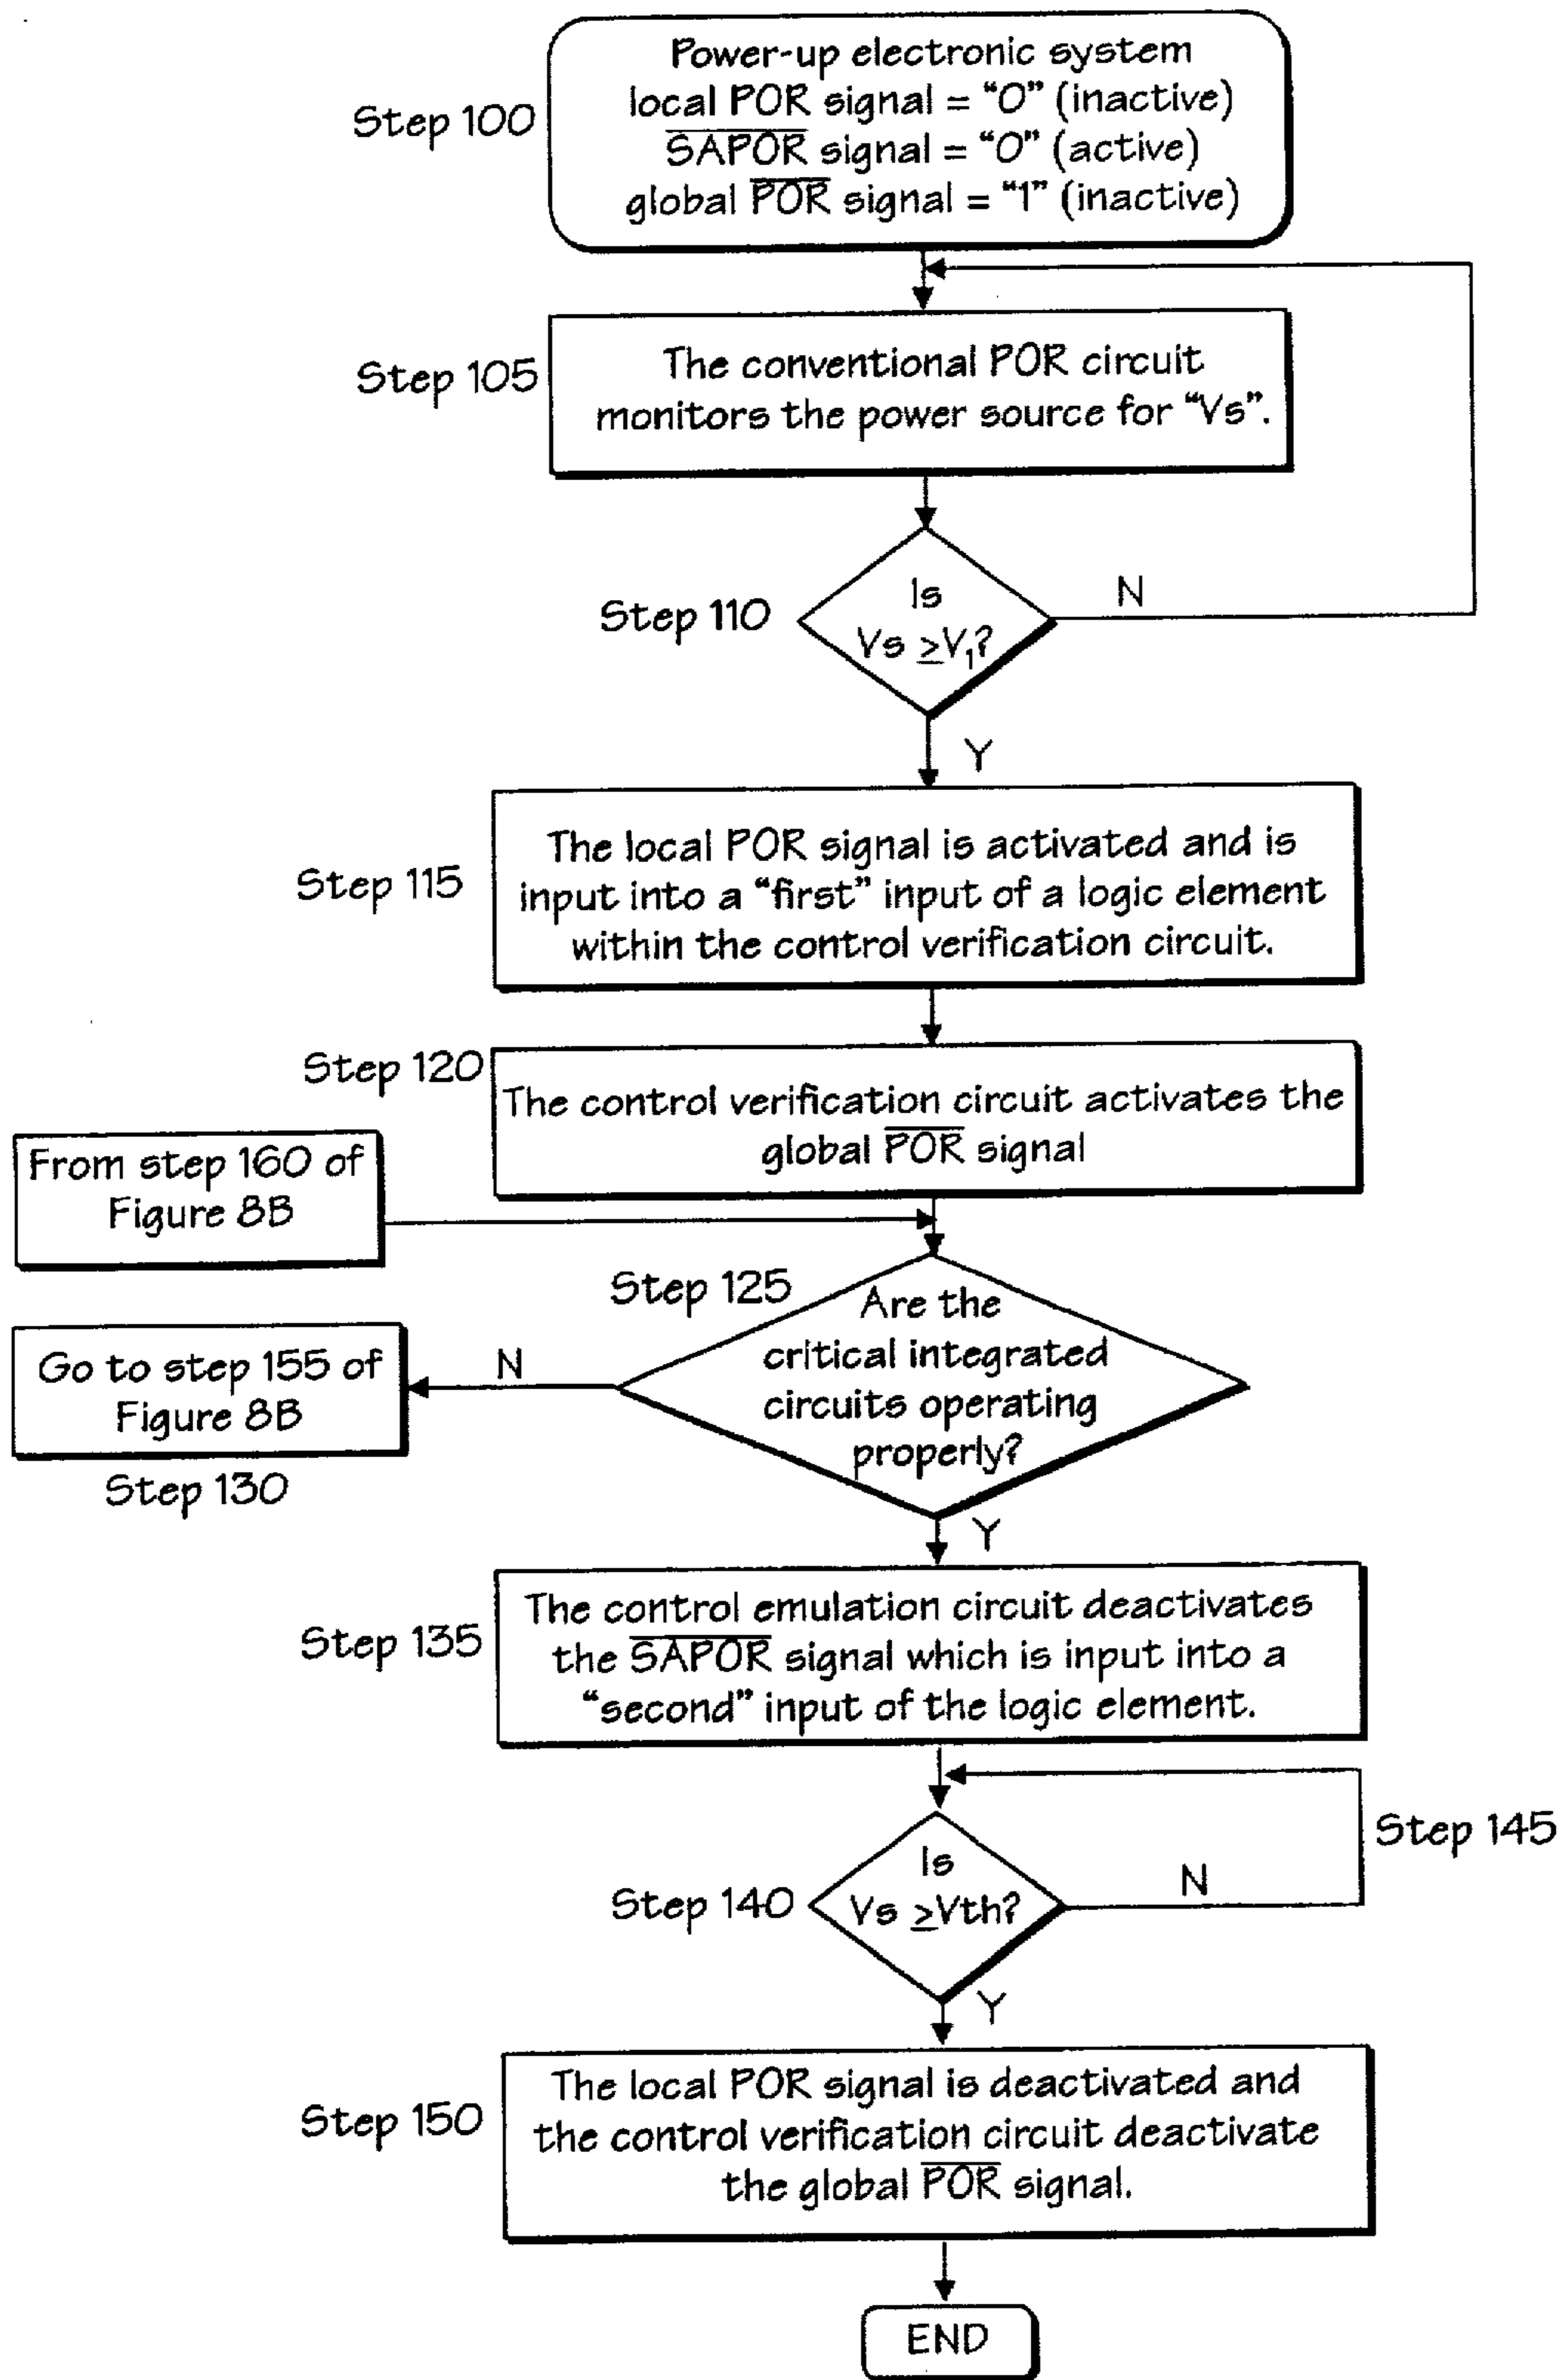 Power-up electronic system
local POR signal = "0" (inactive)
Step 100
S̅A̅P̅O̅R̅ signal = "0" (active)
global P̅O̅R̅ signal = "1" (inactive)
Step 105
The conventional POR circuit
monitors the power source for "Vs".
Step 110
Is
Vs ≥V₁?
N
Y
Step 115
The local POR signal is activated and is
input into a "first" input of a logic element
within the control verification circuit.
Step 120
The control verification circuit activates the
global P̅O̅R̅ signal
From step 160 of
Figure 8B
Step 125
Are the
critical integrated
circuits operating
properly?
N
Go to step 155 of
Figure 8B
Step 130
Y
Step 135
The control emulation circuit deactivates
the S̅A̅P̅O̅R̅ signal which is input into a
"second" input of the logic element.
Step 140
Is
Vs ≥Vth?
N
Step 145
Y
Step 150
The local POR signal is deactivated and
the control verification circuit deactivate
the global P̅O̅R̅ signal.
END